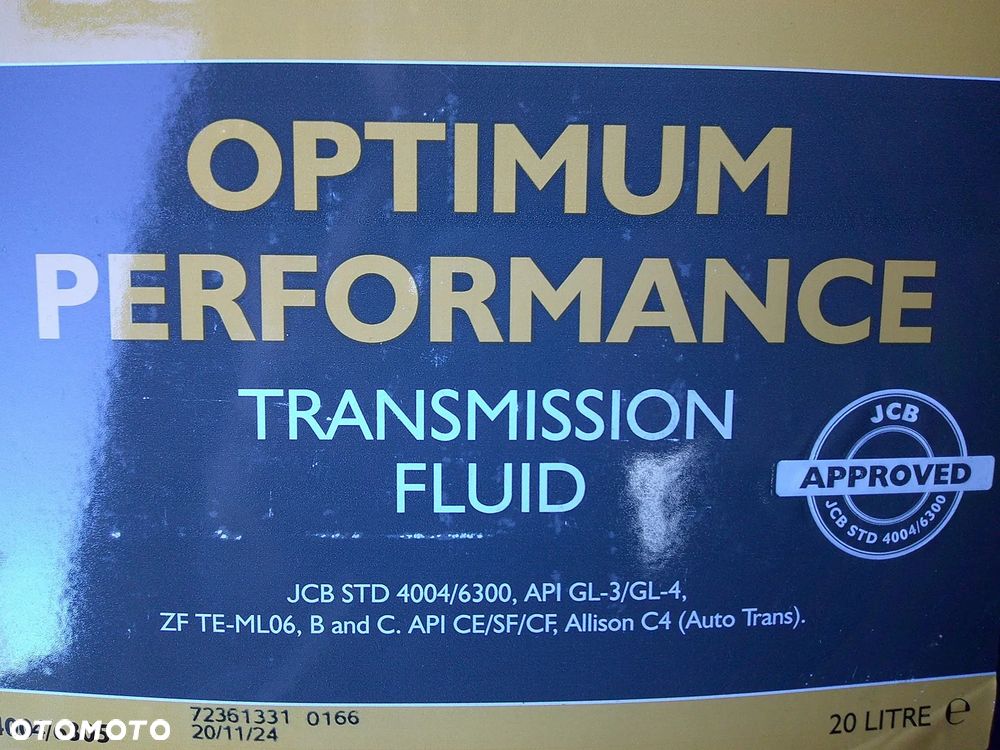 OPTIMUM
PERFORMANCE
TRANSMISSION
FLUID
JCB
APPROVED
JCB STD 4004/6300
JCB STD 4004/6300, API GL-3/GL-4,
ZF TE-ML06, B and C. API CE/SF/CF, Allison C4 (Auto Trans).
OTOMOTO
72361331 0166
20/11/24
20 LITRE e